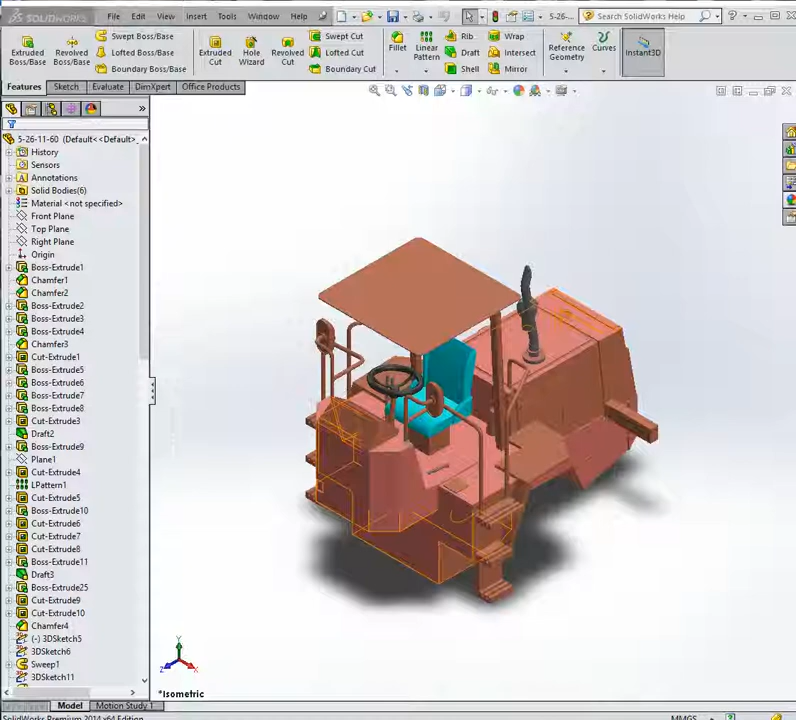 SOLIDWORKS File Edit View Insert Tools Window Help 5-26-... Search SolidWorks Help
Extruded Boss/Base
Revolved Boss/Base
Swept Boss/Base
Lofted Boss/Base
Boundary Boss/Base
Extruded Cut
Hole Wizard
Revolved Cut
Swept Cut
Lofted Cut
Boundary Cut
Fillet
Linear Pattern
Rib
Draft
Shell
Wrap
Intersect
Mirror
Reference Geometry
Curves
Instant3D
Features Sketch Evaluate DimXpert Office Products
5-26-11-60 (Default<<Default>_
History
Sensors
Annotations
Solid Bodies(6)
Material <not specified>
Front Plane
Top Plane
Right Plane
Origin
Boss-Extrude1
Chamfer1
Chamfer2
Boss-Extrude2
Boss-Extrude3
Boss-Extrude4
Chamfer3
Cut-Extrude1
Boss-Extrude5
Boss-Extrude6
Boss-Extrude7
Boss-Extrude8
Cut-Extrude3
Draft2
Boss-Extrude9
Plane1
Cut-Extrude4
LPattern1
Cut-Extrude5
Boss-Extrude10
Cut-Extrude6
Cut-Extrude7
Cut-Extrude8
Boss-Extrude11
Draft3
Boss-Extrude25
Cut-Extrude9
Cut-Extrude10
Chamfer4
(-) 3DSketch5
3DSketch6
Sweep1
3DSketch11
Y
Z X
*Isometric
Model Motion Study 1
SolidWorks Premium 2014 x64 Edition MMGS